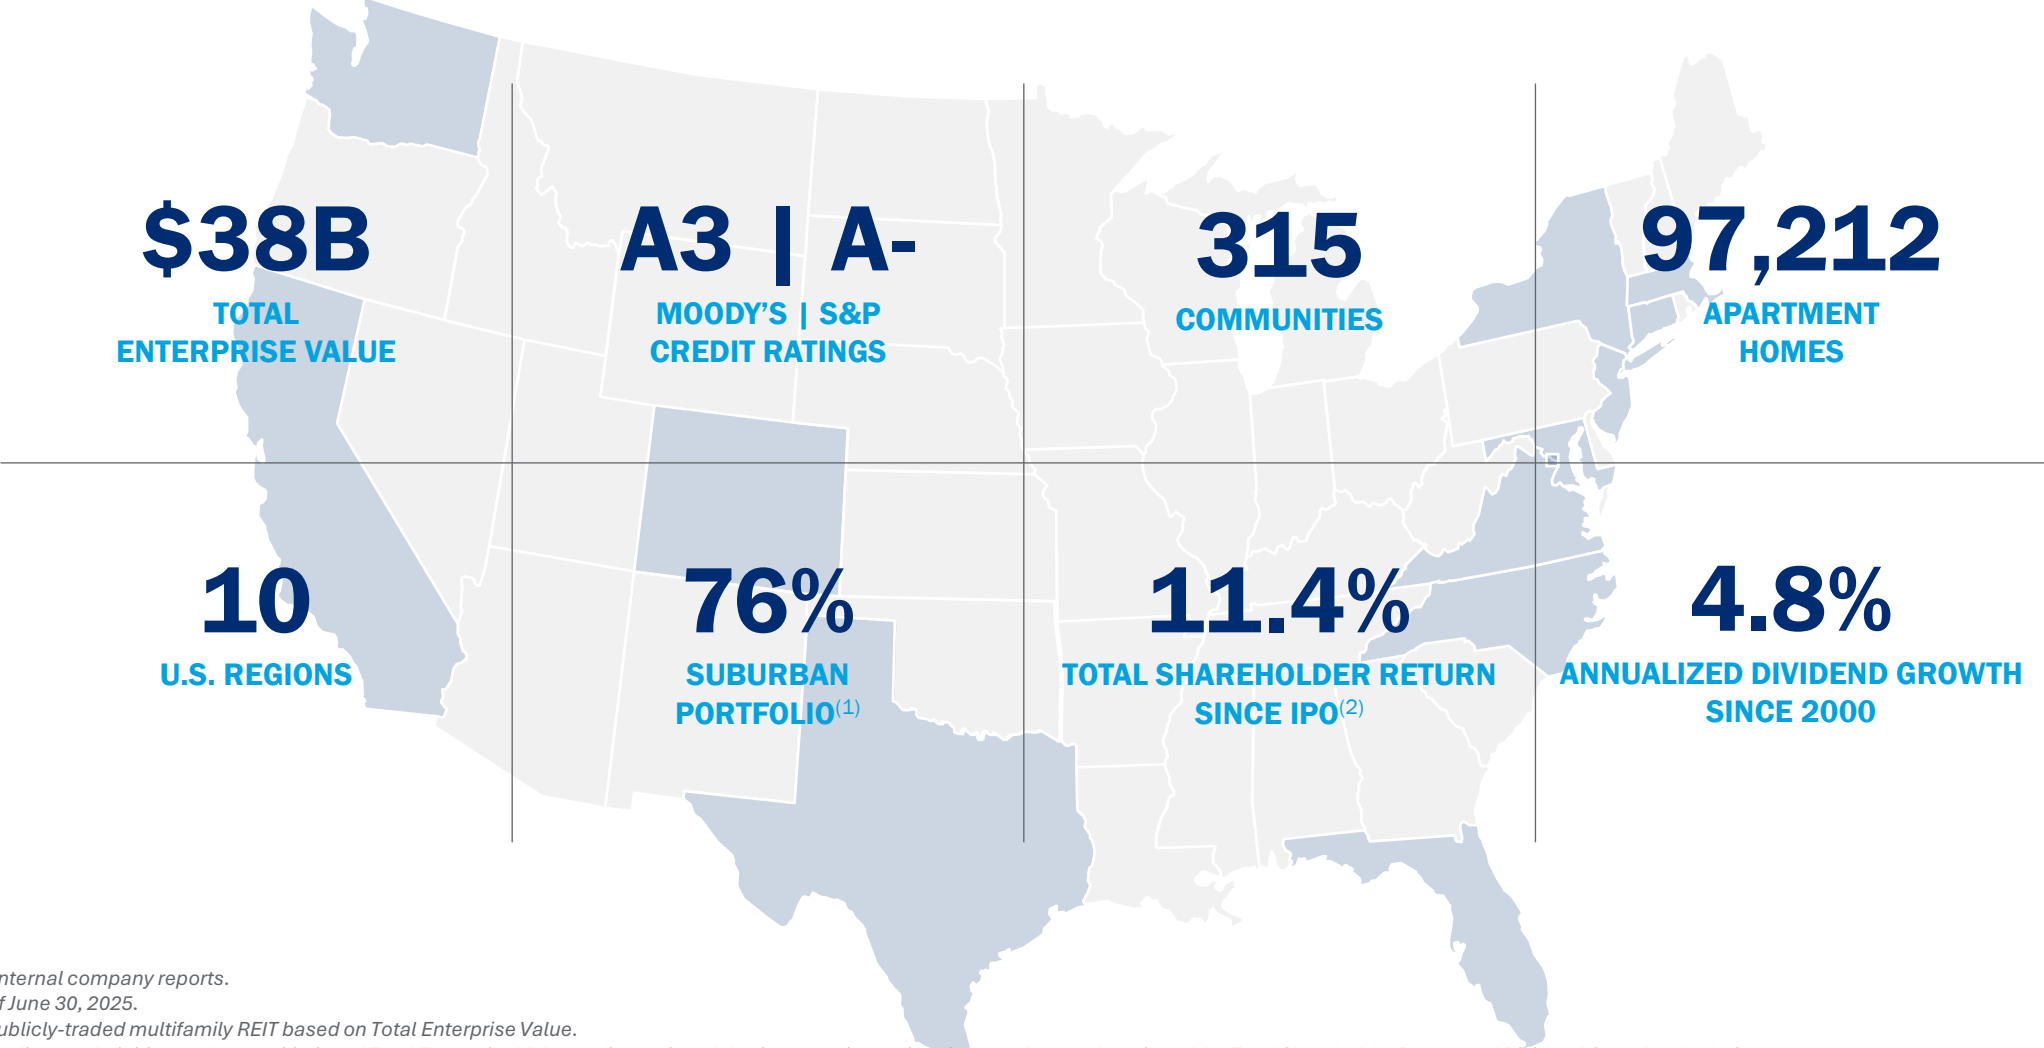 $38B
TOTAL
ENTERPRISE VALUE
A3 | A-
MOODY’S | S&P
CREDIT RATINGS
315
COMMUNITIES
97,212
APARTMENT
HOMES
10
U.S. REGIONS
76%
SUBURBAN
PORTFOLIO(1)
11.4%
TOTAL SHAREHOLDER RETURN
SINCE IPO(2)
4.8%
ANNUALIZED DIVIDEND GROWTH
SINCE 2000
nternal company reports.
f June 30, 2025.
ublicly-traded multifamily REIT based on Total Enterprise Value.